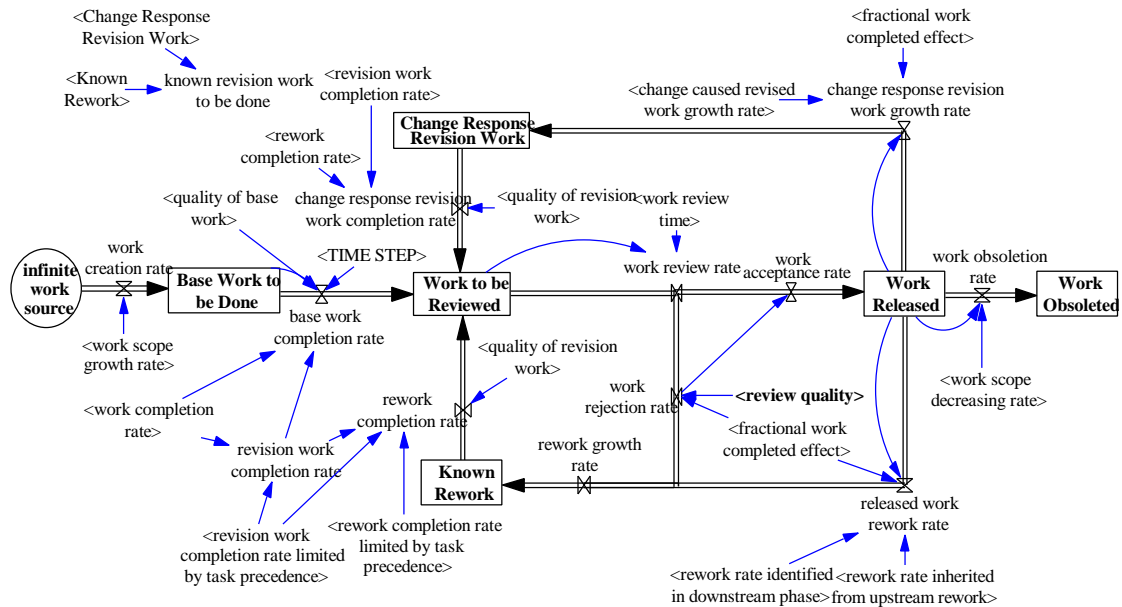 <Change Response
Revision Work>
<Known
Rework>
known revision work
to be done
<revision work
completion rate>
<rework
completion rate>
Change Response
Revision Work
<fractional work
completed effect>
<change caused revised
work growth rate>
change response revision
work growth rate
<quality of base
work>
change response revision
work completion rate
<quality of revision
work>
<work review
time>
infinite
work
source
work
creation rate
Base Work to
be Done
<TIME STEP>
Work to be
Reviewed
work review rate
work
acceptance rate
Work
Released
work obsoletion
rate
Work
Obsoleted
<work scope
growth rate>
base work
completion rate
<quality of revision
work>
<work completion
rate>
revision work
completion rate
rework
completion rate
work
rejection rate
<review quality>
<fractional work
completed effect>
<work scope
decreasing rate>
rework growth
rate
Known
Rework
<revision work
completion rate limited
by task precedence>
<rework completion rate
limited by task
precedence>
released work
rework rate
<rework rate identified
in downstream phase>
<rework rate inherited
from upstream rework>